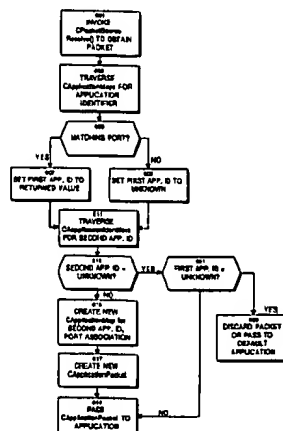 INVOKE
CPacketSource
Receive() TO OBTAIN
PACKET
TRAVERSE
CApplicationMaps FOR
APPLICATION
IDENTIFIER
MATCHING PORT?
YES
NO
SET FIRST APP. ID TO
RETURNED VALUE
SET FIRST APP. ID TO
UNKNOWN
TRAVERSE
FOR SECOND APP. ID
SECOND APP. ID =
UNKNOWN?
YES
FIRST APP. ID =
UNKNOWN?
NO
YES
CREATE NEW
CApplicationMap for
SECOND APP. ID,
PORT ASSOCIATION
DISCARD PACKET
OR PASS TO
DEFAULT
APPLICATION
CREATE NEW
CApplicationPacket
NO
PASS
CApplicationPacket TO
APPLICATION